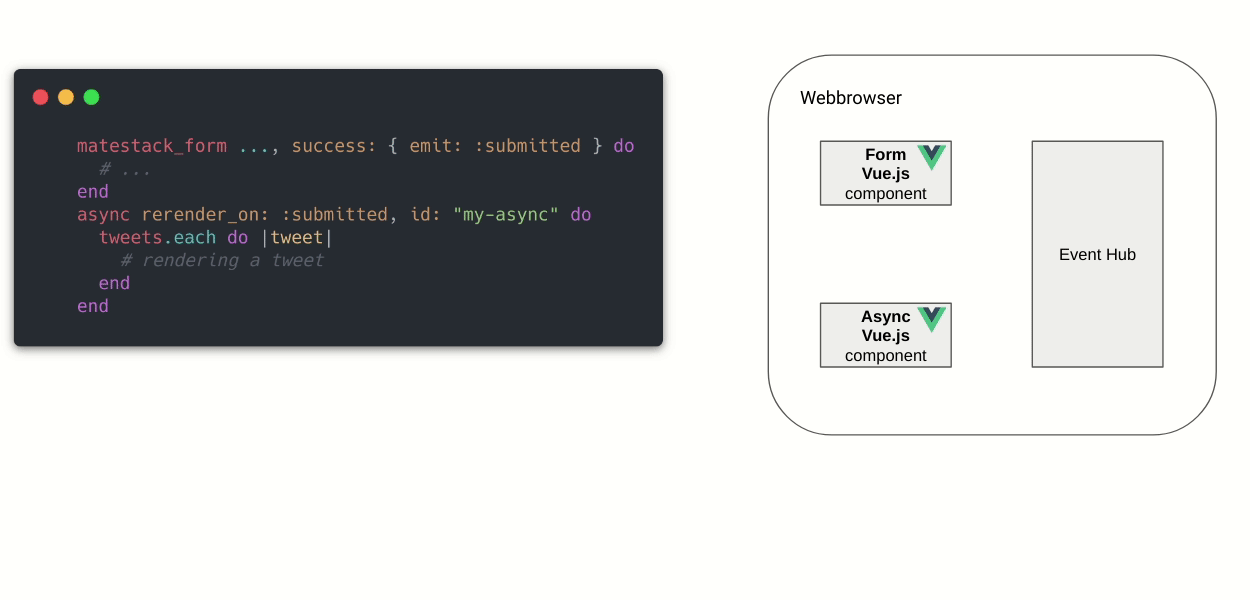 matestack_form ..., success: { emit: :submitted } do
  # ...
end
async rerender_on: :submitted, id: "my-async" do
  tweets.each do |tweet|
    # rendering a tweet
  end
end
Webbrowser
Form
Vue.js
component
Event Hub
Async
Vue.js
component